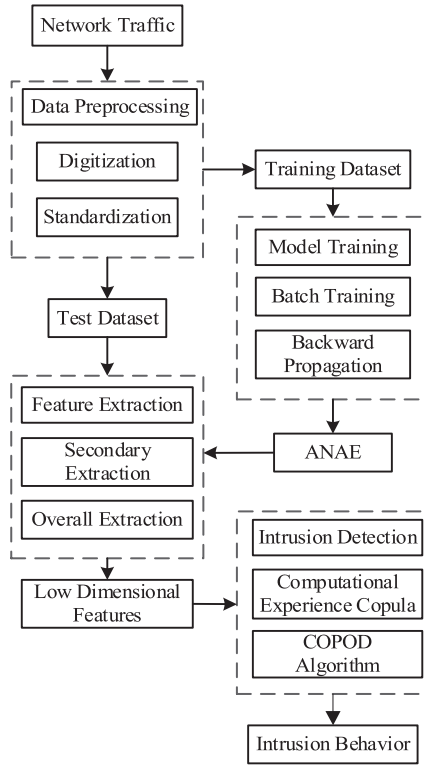 Network Traffic
Data Preprocessing
Digitization
Standardization
Training Dataset
Model Training
Batch Training
Backward
Propagation
Test Dataset
Feature Extraction
Secondary
Extraction
Overall Extraction
ANAE
Low Dimensional
Features
Intrusion Detection
Computational
Experience Copula
COPOD
Algorithm
Intrusion Behavior